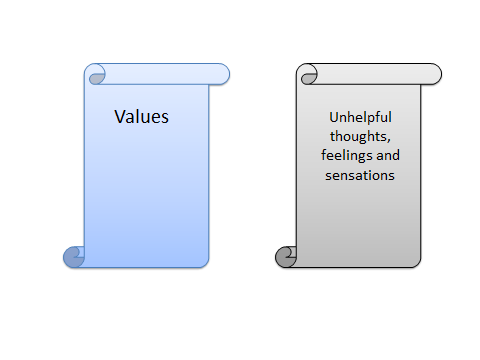 Values
Unhelpful
thoughts,
feelings and
sensations